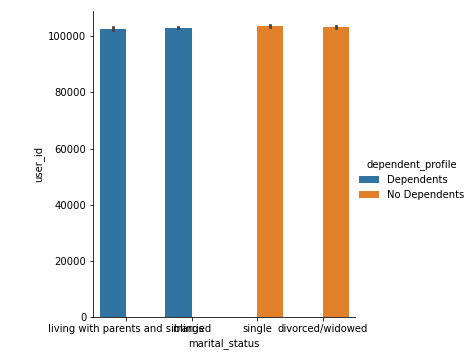 100000
80000
60000
40000
20000
0
user_id
living with parents and siblings
married
single
divorced/widowed
marital_status
dependent_profile
Dependents
No Dependents